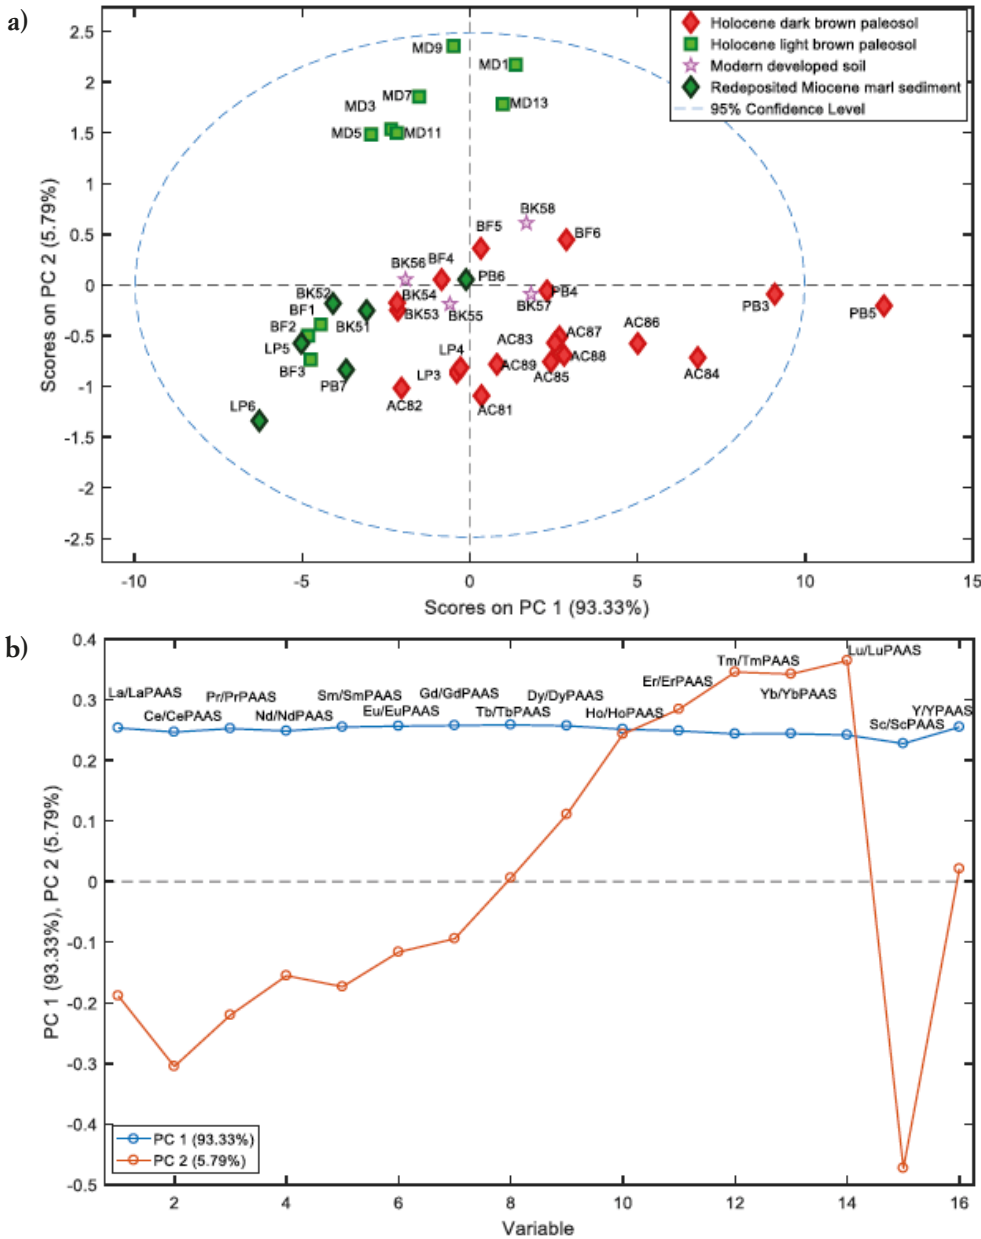 a)
Holocene dark brown paleosol
Holocene light brown paleosol
Modern developed soil
Redeposited Miocene marl sediment
95% Confidence Level
2.5
2
1.5
1
0.5
0
-0.5
-1
-1.5
-2
-2.5
Scores on PC 2 (5.79%)
MD9
MD1
MD7
MD3
MD13
MD5
MD11
BK58
BF5
BF6
BK56
BF4
PB6
BK52
BK54
PB4
BF1
BK53
BK55
BK57
PB3
PB5
BF2
BK51
AC83
AC87
AC86
LP5
LP4
AC88
BF3
LP3
AC89
AC85
AC84
PB7
AC82
AC81
LP6
-10
-5
0
5
10
15
Scores on PC 1 (93.33%)
b)
0.4
0.3
0.2
0.1
0
-0.1
-0.2
-0.3
-0.4
-0.5
PC 1 (93.33%), PC 2 (5.79%)
La/LaPAAS
Ce/CePAAS
Pr/PrPAAS
Nd/NdPAAS
Sm/SmPAAS
Eu/EuPAAS
Gd/GdPAAS
Tb/TbPAAS
Dy/DyPAAS
Ho/HoPAAS
Er/ErPAAS
Tm/TmPAAS
Yb/YbPAAS
Lu/LuPAAS
Sc/ScPAAS
Y/YPAAS
PC 1 (93.33%)
PC 2 (5.79%)
2
4
6
8
10
12
14
16
Variable